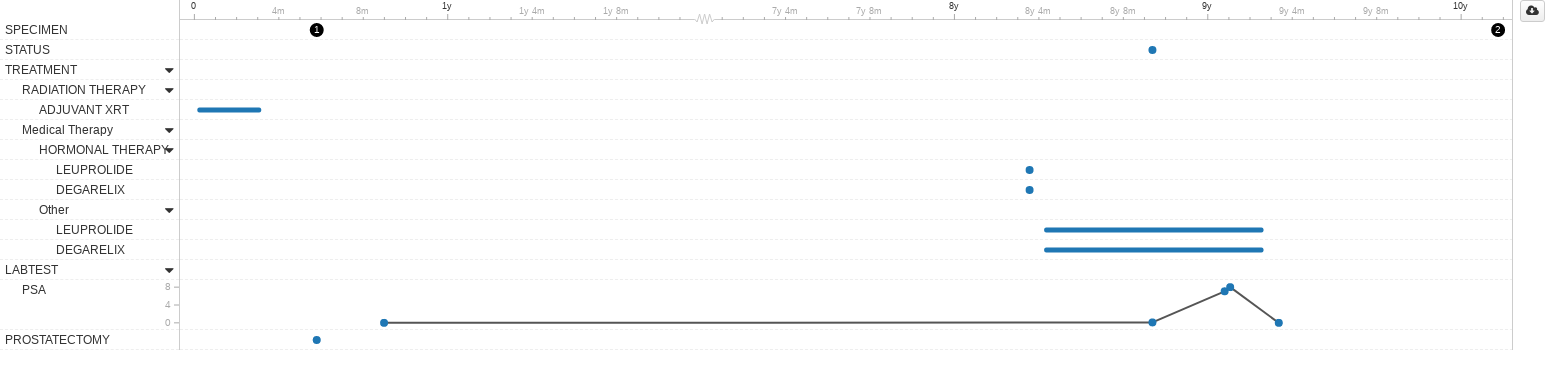 0 4m 8m 1y 1y 4m 1y 8m 7y 4m 7y 8m 8y 8y 4m 8y 8m 9y 9y 4m 9y 8m 10y
SPECIMEN 1 2
STATUS
TREATMENT
RADIATION THERAPY
ADJUVANT XRT
Medical Therapy
HORMONAL THERAPY
LEUPROLIDE
DEGARELIX
Other
LEUPROLIDE
DEGARELIX
LABTEST
PSA 8
4
0
PROSTATECTOMY